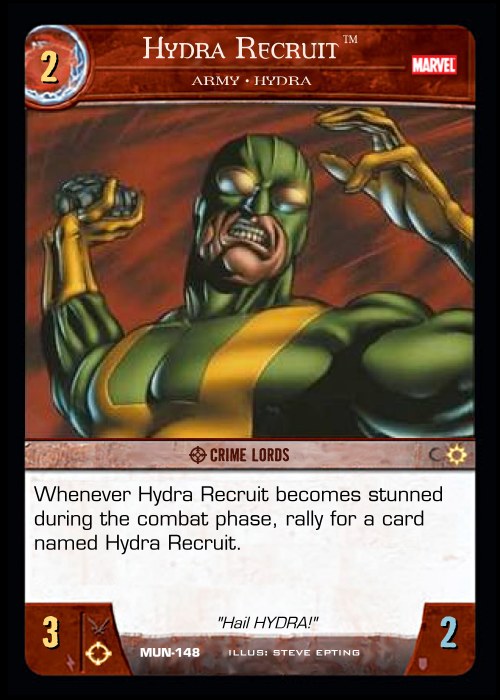 2
Hydra Recruit™
ARMY • HYDRA
MARVEL
CRIME LORDS
C
Whenever Hydra Recruit becomes stunned
during the combat phase, rally for a card
named Hydra Recruit.
"Hail HYDRA!"
3
MUN-148
ILLUS: STEVE EPTING
2